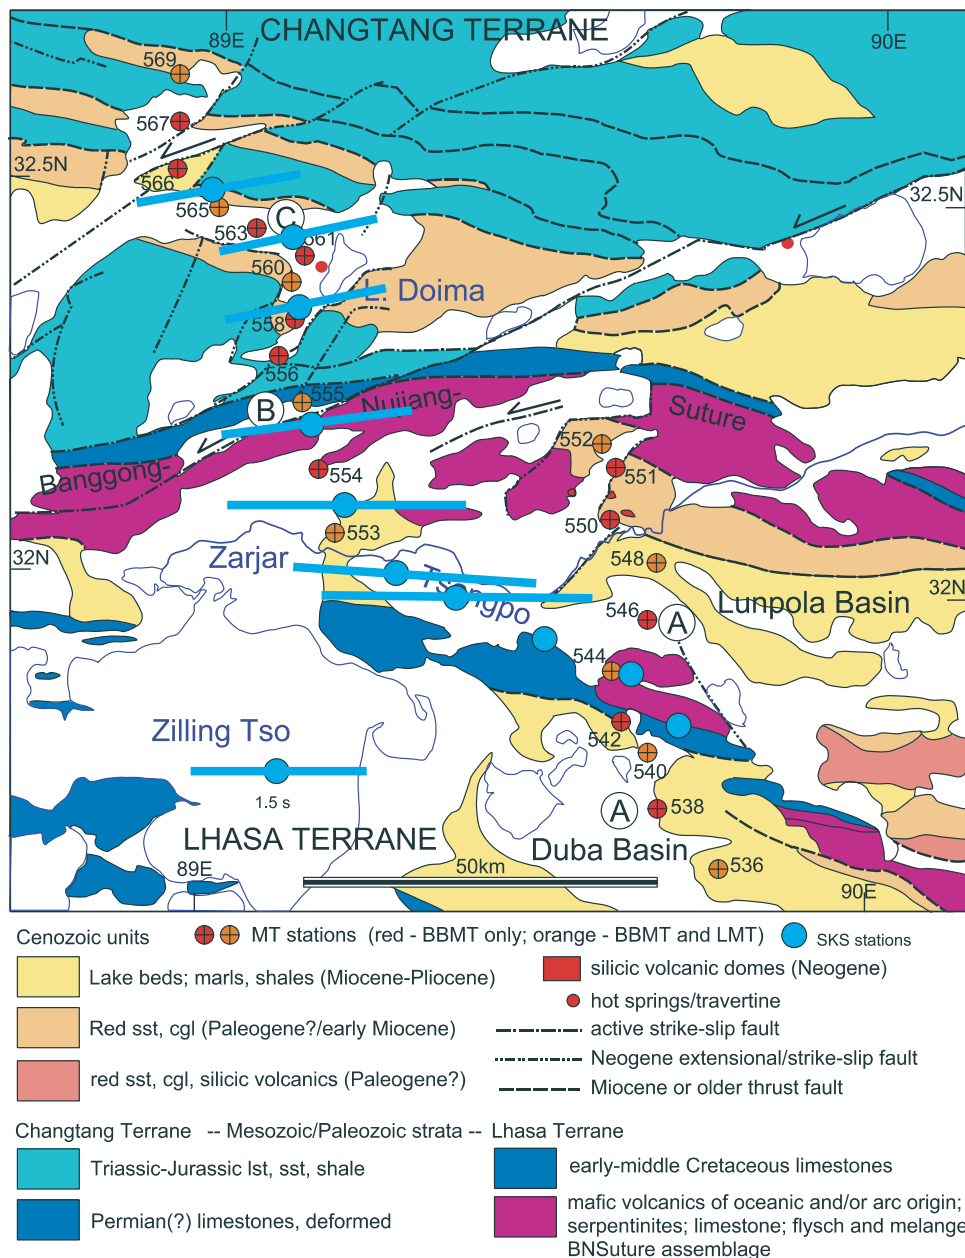 CHANGTANG TERRANE
89E
90E
569
567
32.5N
566
32.5N
565
C
563
561
560
L. Doima
558
556
555
B
Nujiang-
Suture
552
Banggong-
554
551
550
553
Zarjar
548
32N
Tsangpo
32N
Lunpola Basin
546
A
544
Zilling Tso
542
540
1.5 s
A
538
LHASA TERRANE
Duba Basin
89E
50km
536
90E
Cenozoic units
MT stations (red - BBMT only; orange - BBMT and LMT)
SKS stations
Lake beds; marls, shales (Miocene-Pliocene)
silicic volcanic domes (Neogene)
hot springs/travertine
Red sst, cgl (Paleogene?/early Miocene)
active strike-slip fault
Neogene extensional/strike-slip fault
red sst, cgl, silicic volcanics (Paleogene?)
Miocene or older thrust fault
Changtang Terrane -- Mesozoic/Paleozoic strata -- Lhasa Terrane
Triassic-Jurassic lst, sst, shale
early-middle Cretaceous limestones
Permian(?) limestones, deformed
mafic volcanics of oceanic and/or arc origin;
serpentinites; limestone; flysch and melange
BNSuture assemblage